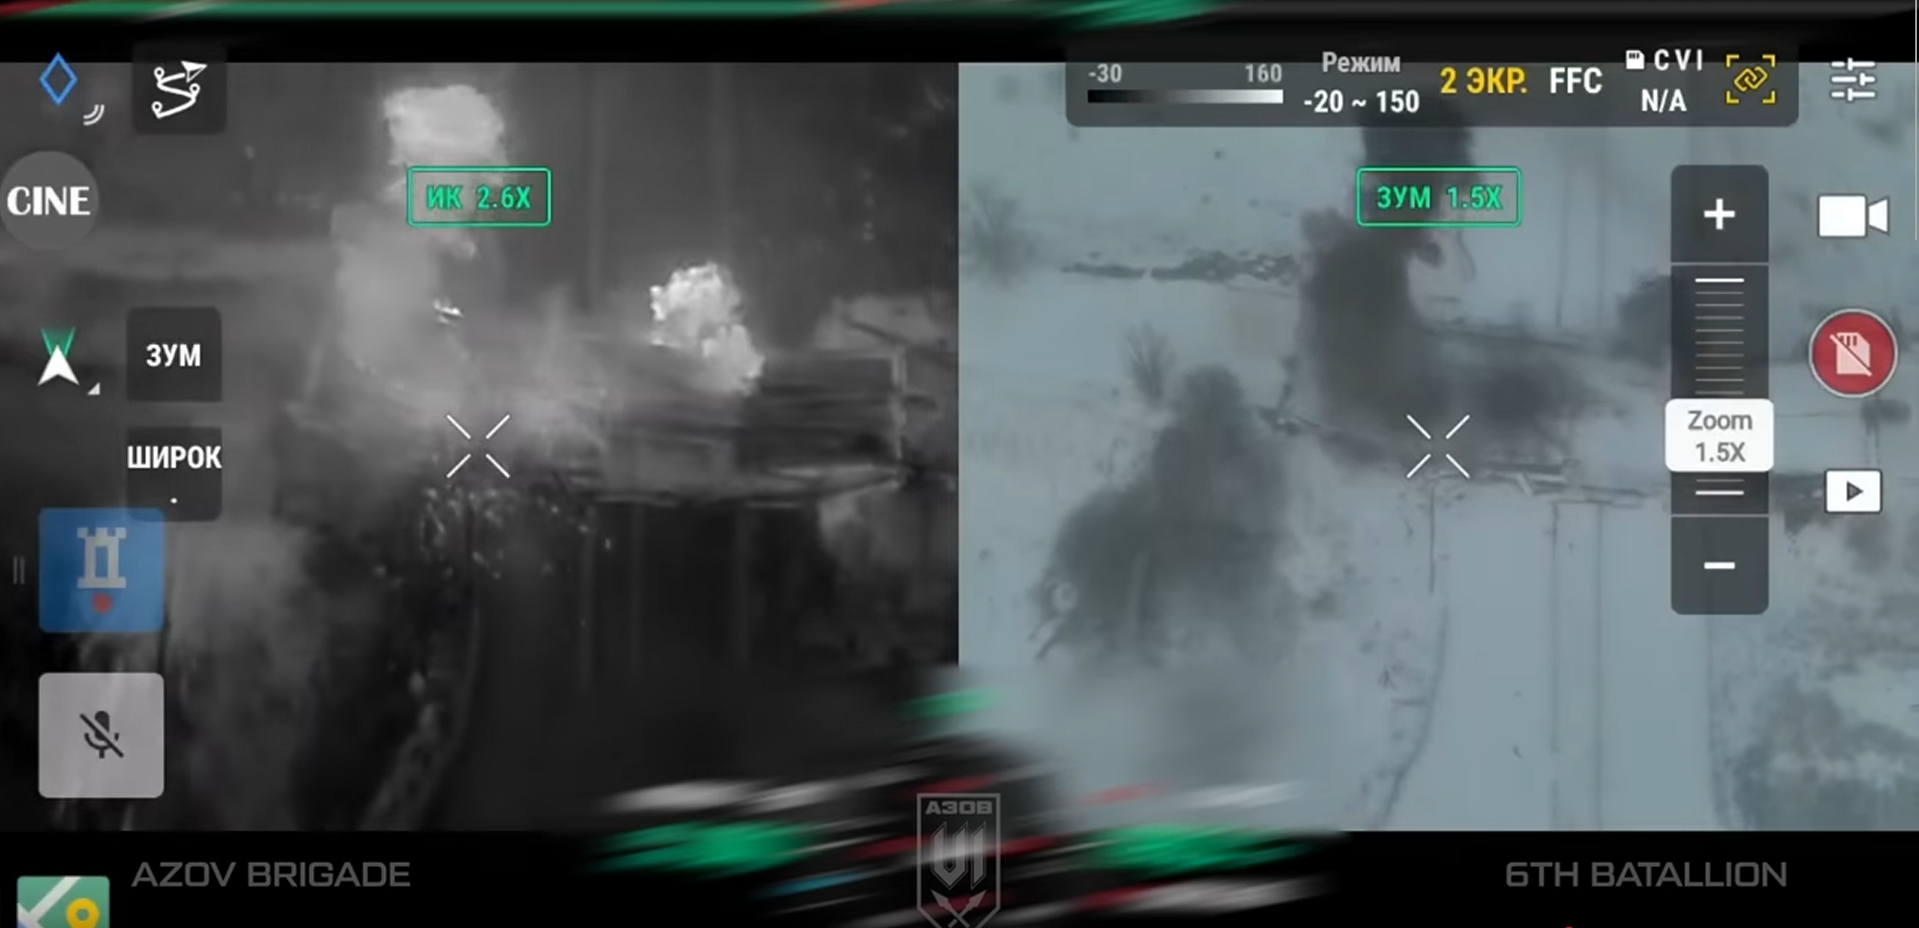 -30 160
Режим
-20 ~ 150
2 ЭКР.
FFC
CVI
N/A
ИК 2.6X
ЗУМ 1.5X
CINE
ЗУМ
ШИРОК
.
Zoom
1.5X
АЗОВ
AZOV BRIGADE
6TH BATALLION